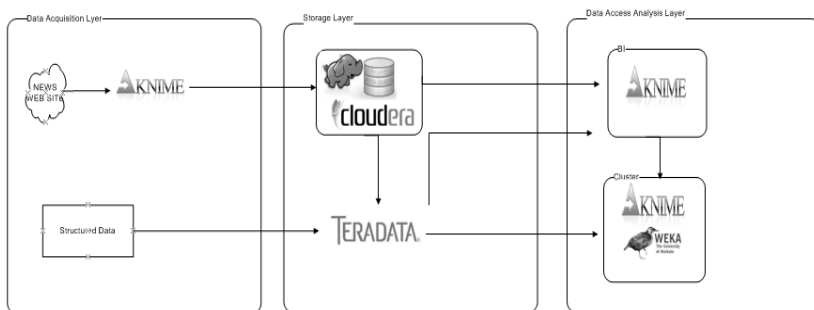 Data Acquisition Lyer
Storage Layer
Data Access Analysis Layer
NEWS
WEB SITE
KNIME
cloudera
BI
KNIME
Structured Data
TERADATA
Cluster
KNIME
WEKA
The University
of Waikato